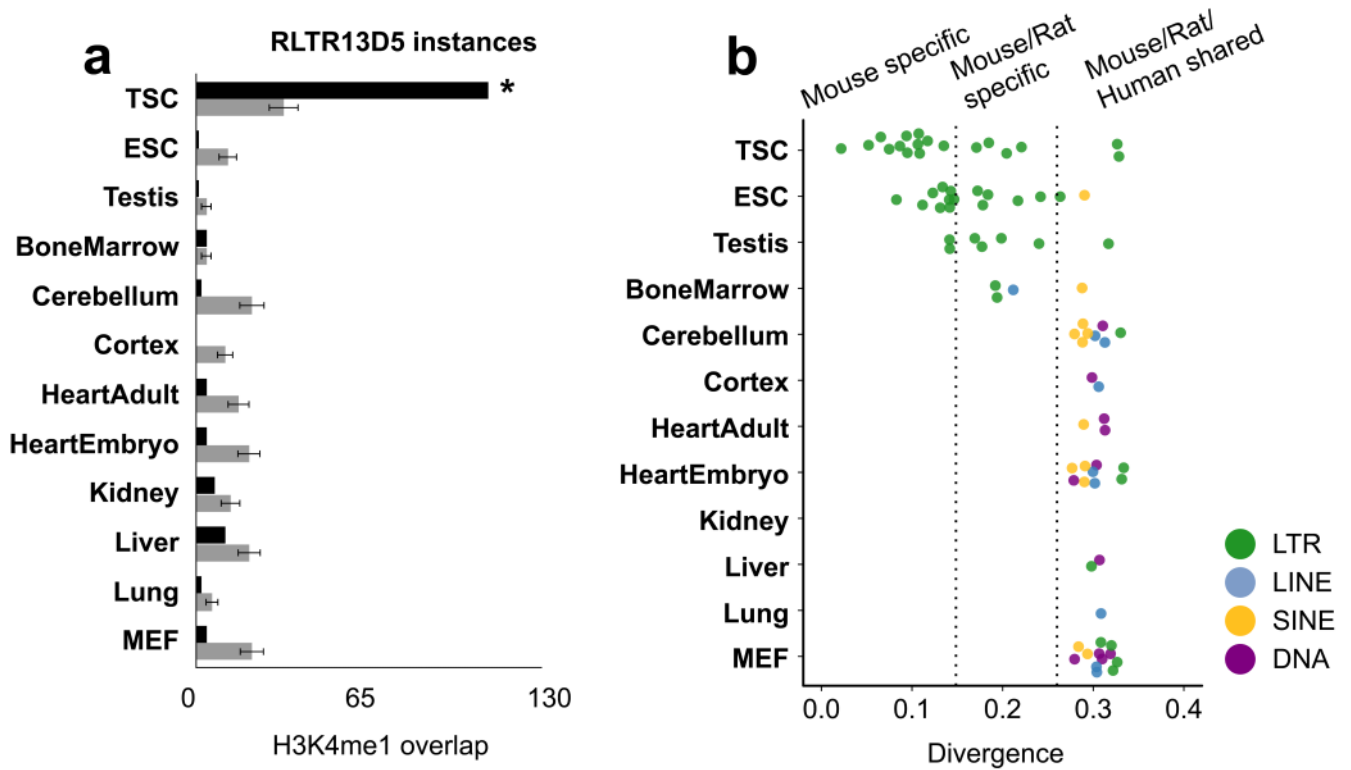 a
RLTR13D5 instances
TSC
*
ESC
Testis
BoneMarrow
Cerebellum
Cortex
HeartAdult
HeartEmbryo
Kidney
Liver
Lung
MEF
0 65 130
H3K4me1 overlap
b
Mouse specific
Mouse/Rat
specific
Mouse/Rat/
Human shared
TSC
ESC
Testis
BoneMarrow
Cerebellum
Cortex
HeartAdult
HeartEmbryo
Kidney
Liver
Lung
MEF
0.0 0.1 0.2 0.3 0.4
Divergence
LTR
LINE
SINE
DNA